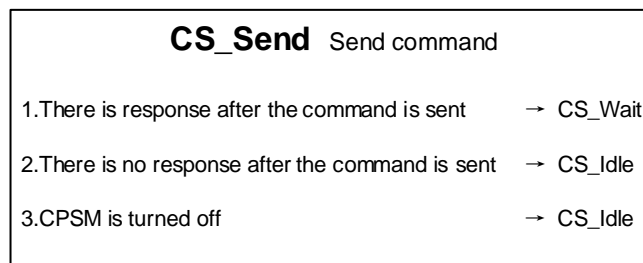 CS_Send Send command
1.There is response after the command is sent → CS_Wait
2.There is no response after the command is sent → CS_Idle
3.CPSM is turned off → CS_Idle